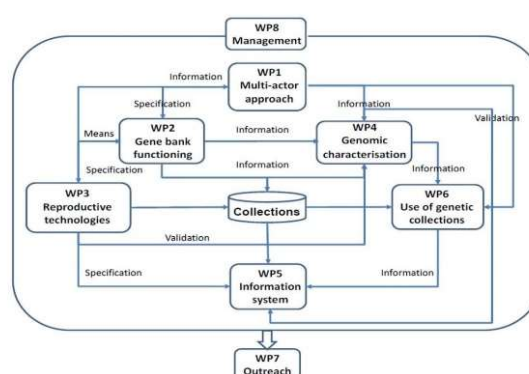 WP8
Management
Information
WP1
Multi-actor
approach
Specification
Information
Validation
Means
WP2
Gene bank
functioning
Information
WP4
Genomic
characterisation
Specification
Information
Information
WP3
Reproductive
technologies
Collections
WP6
Use of genetic
collections
Validation
Specification
WP5
Information
system
Information
WP7
Outreach